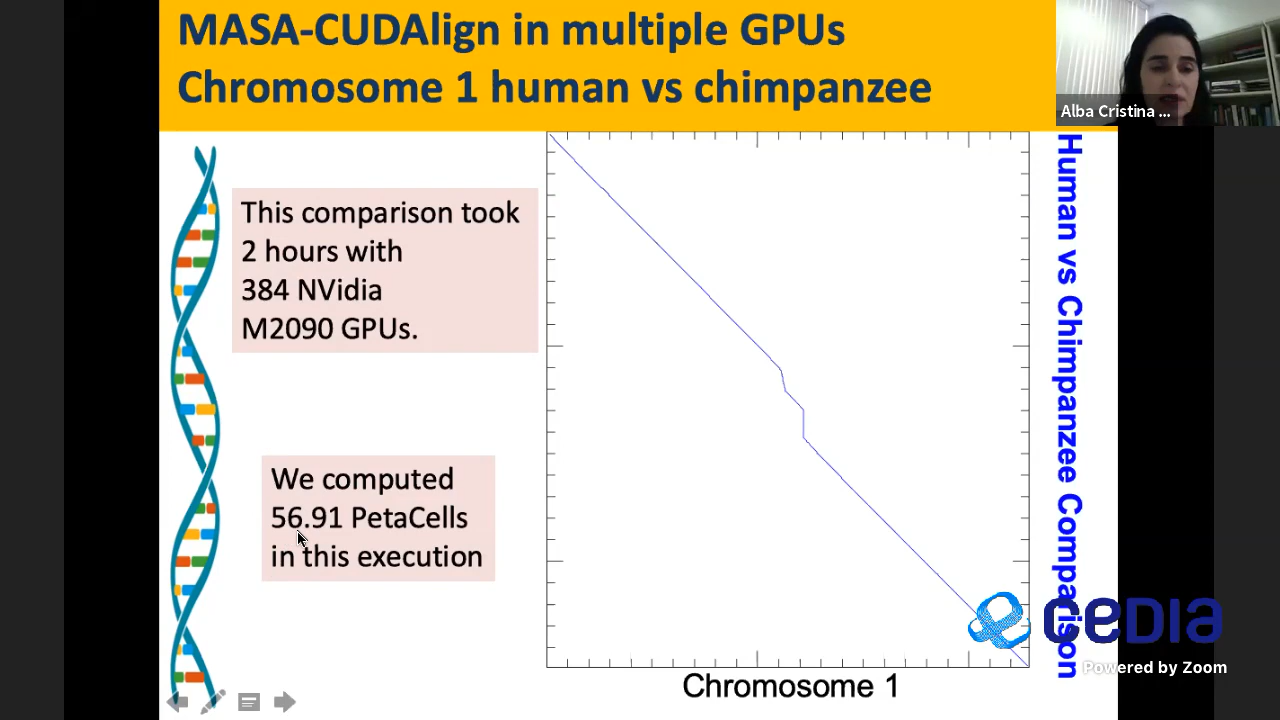 MASA-CUDAlign in multiple GPUs
Chromosome 1 human vs chimpanzee
Alba Cristina ...
This comparison took
2 hours with
384 NVidia
M2090 GPUs.
We computed
56.91 PetaCells
in this execution
Human vs Chimpanzee Comparison
Chromosome 1
cedia
Powered by Zoom